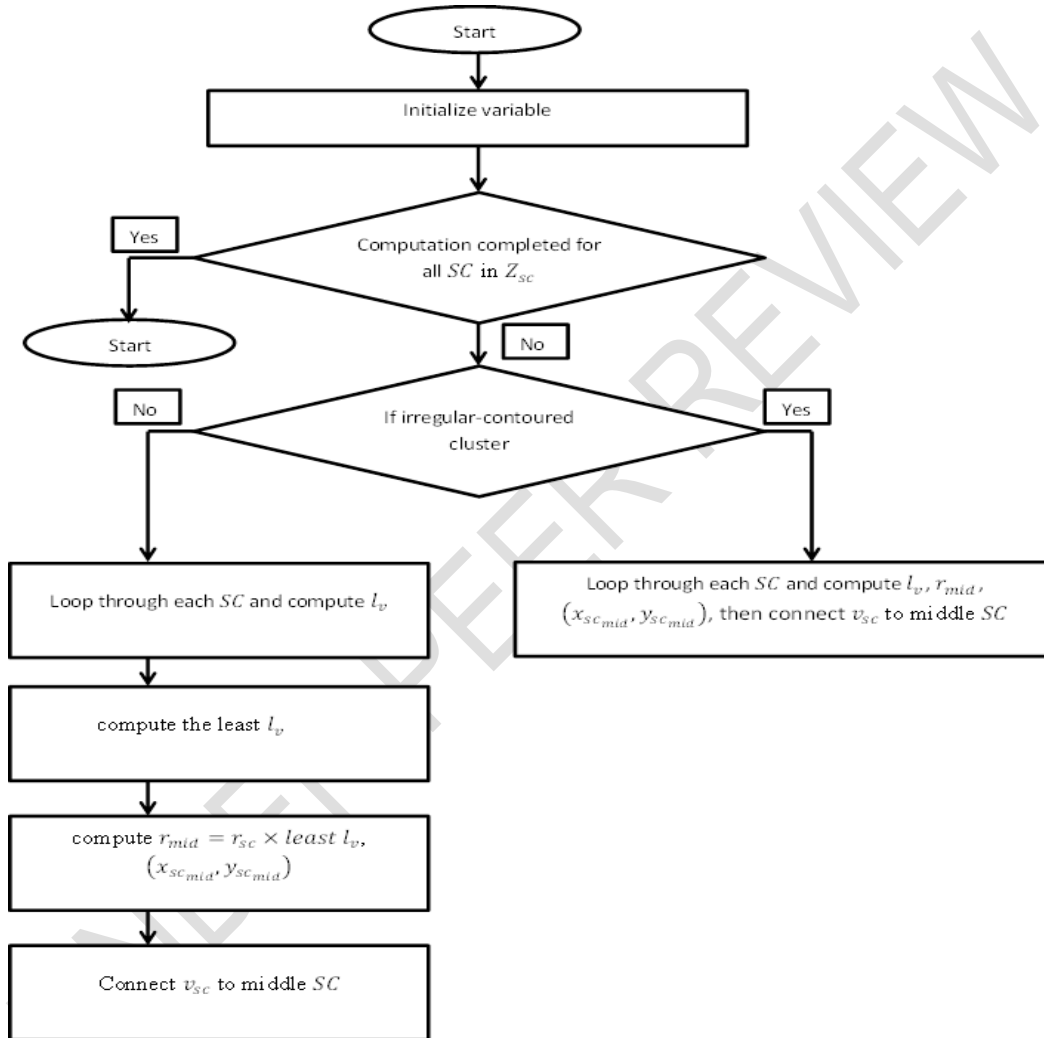 Start
Initialize variable
Yes
Computation completed for
all SC in Z_sc
Start
No
No
If irregular-contoured
cluster
Yes
Loop through each SC and compute l_v
Loop through each SC and compute l_v, r_mid,
(x_sc_mid, y_sc_mid), then connect v_sc to middle SC
compute the least l_v
compute r_mid = r_sc × least l_v,
(x_sc_mid, y_sc_mid)
Connect v_sc to middle SC
PEER REVIEW